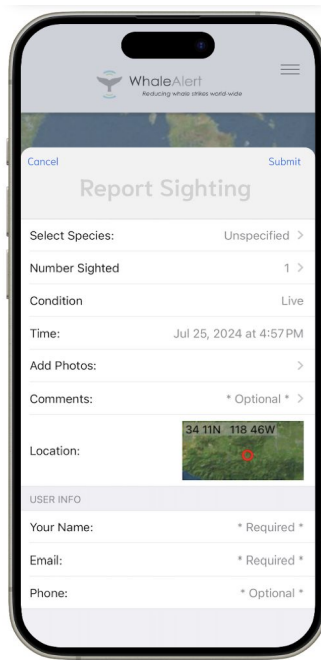 WhaleAlert
Reducing whale strikes world-wide
Cancel Submit
Report Sighting
Select Species: Unspecified >
Number Sighted 1 >
Condition Live
Time: Jul 25, 2024 at 4:57 PM
Add Photos: >
Comments: * Optional * >
34 11N 118 46W
Location:
USER INFO
Your Name: * Required *
Email: * Required *
Phone: * Optional *